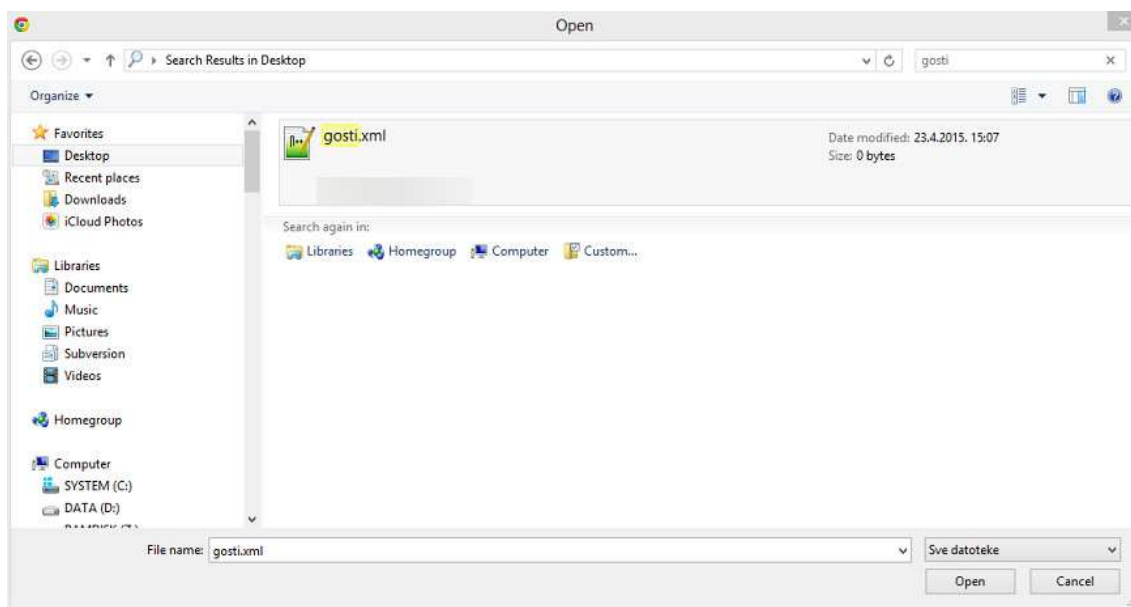 Open
Search Results in Desktop
gosti
Organize
Favorites
Desktop
Recent places
Downloads
iCloud Photos
Libraries
Documents
Music
Pictures
Subversion
Videos
Homegroup
Computer
SYSTEM (C:)
DATA (D:)
gosti.xml
Date modified: 23.4.2015. 15:07
Size: 0 bytes
Search again in:
Libraries Homegroup Computer Custom...
File name: gosti.xml Sve datoteke
Open Cancel